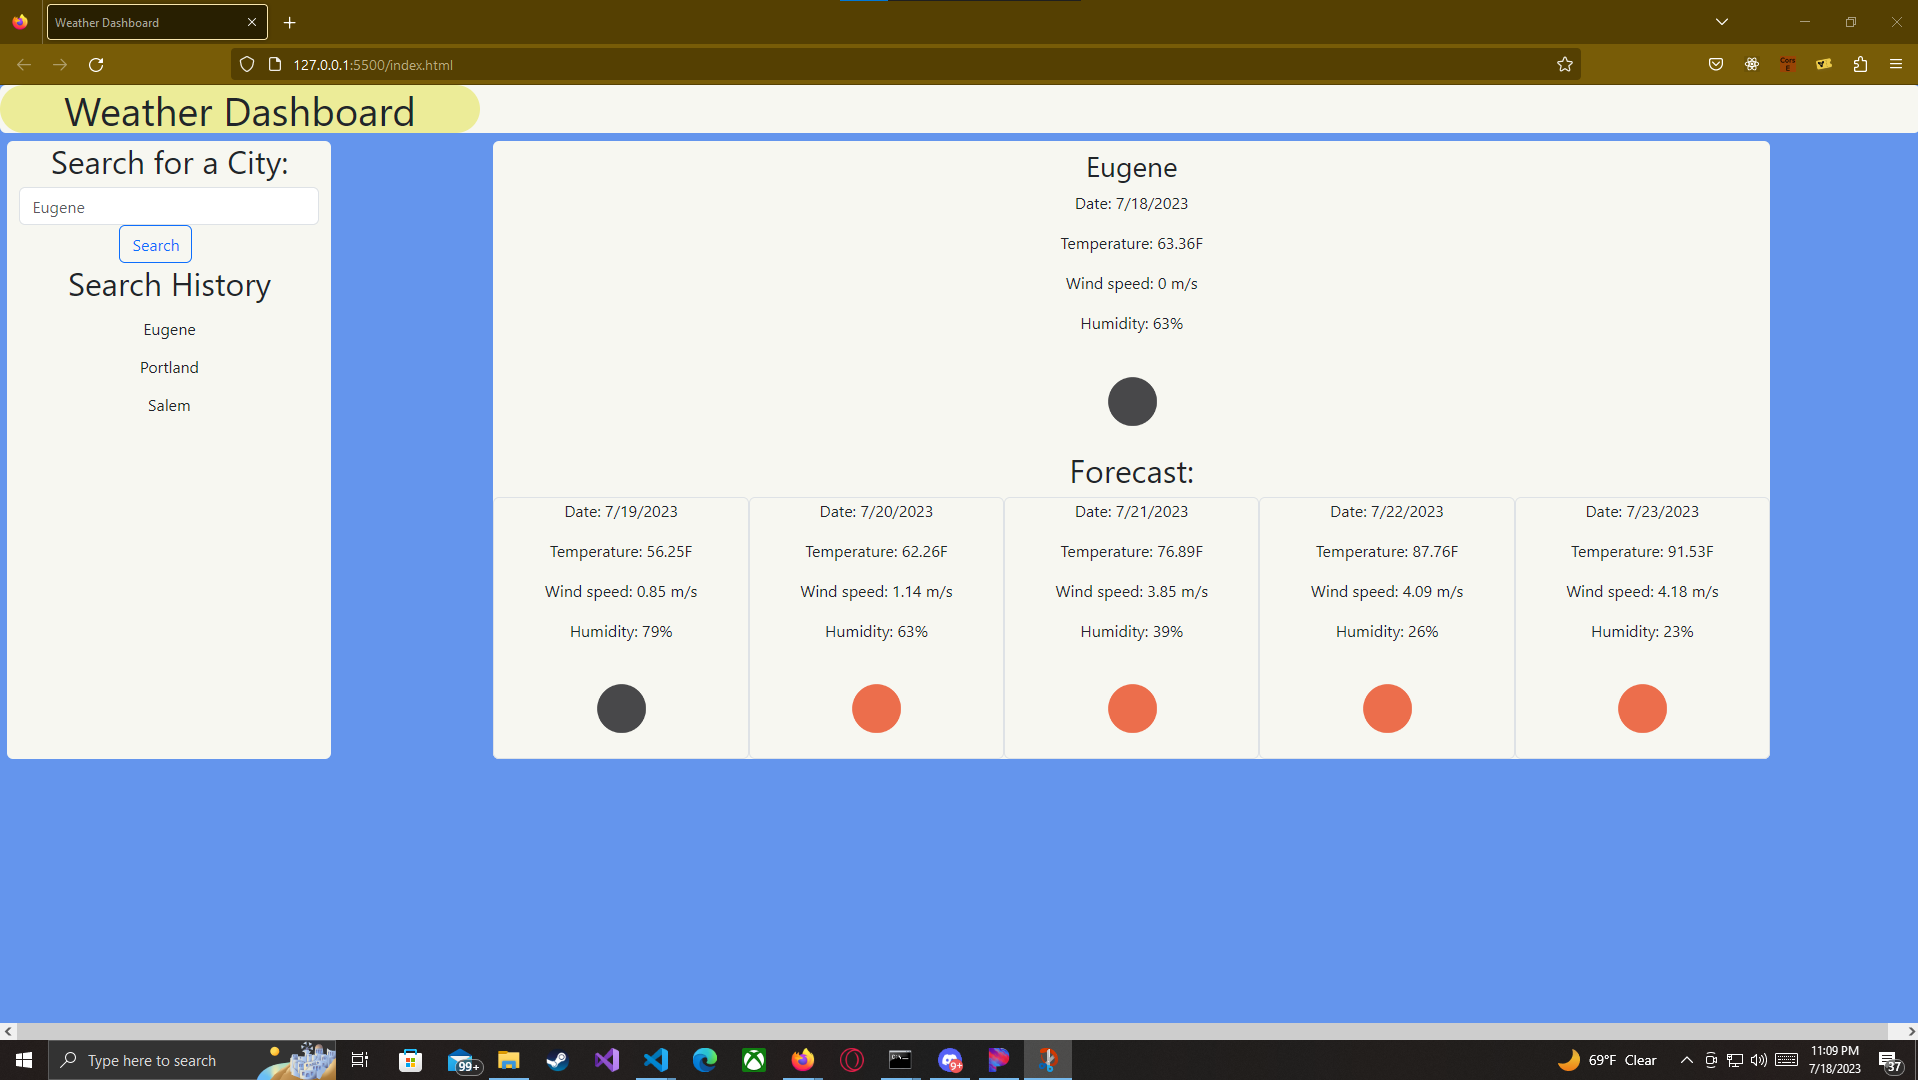 Weather Dashboard
127.0.0.1:5500/index.html
Cors
E
Weather Dashboard
Search for a City:
Eugene
Search
Search History
Eugene
Portland
Salem
Eugene
Date: 7/18/2023
Temperature: 63.36F
Wind speed: 0 m/s
Humidity: 63%
Forecast:
Date: 7/19/2023
Temperature: 56.25F
Wind speed: 0.85 m/s
Humidity: 79%
Date: 7/20/2023
Temperature: 62.26F
Wind speed: 1.14 m/s
Humidity: 63%
Date: 7/21/2023
Temperature: 76.89F
Wind speed: 3.85 m/s
Humidity: 39%
Date: 7/22/2023
Temperature: 87.76F
Wind speed: 4.09 m/s
Humidity: 26%
Date: 7/23/2023
Temperature: 91.53F
Wind speed: 4.18 m/s
Humidity: 23%
Type here to search
99+
9+
69°F Clear
11:09 PM
7/18/2023
37